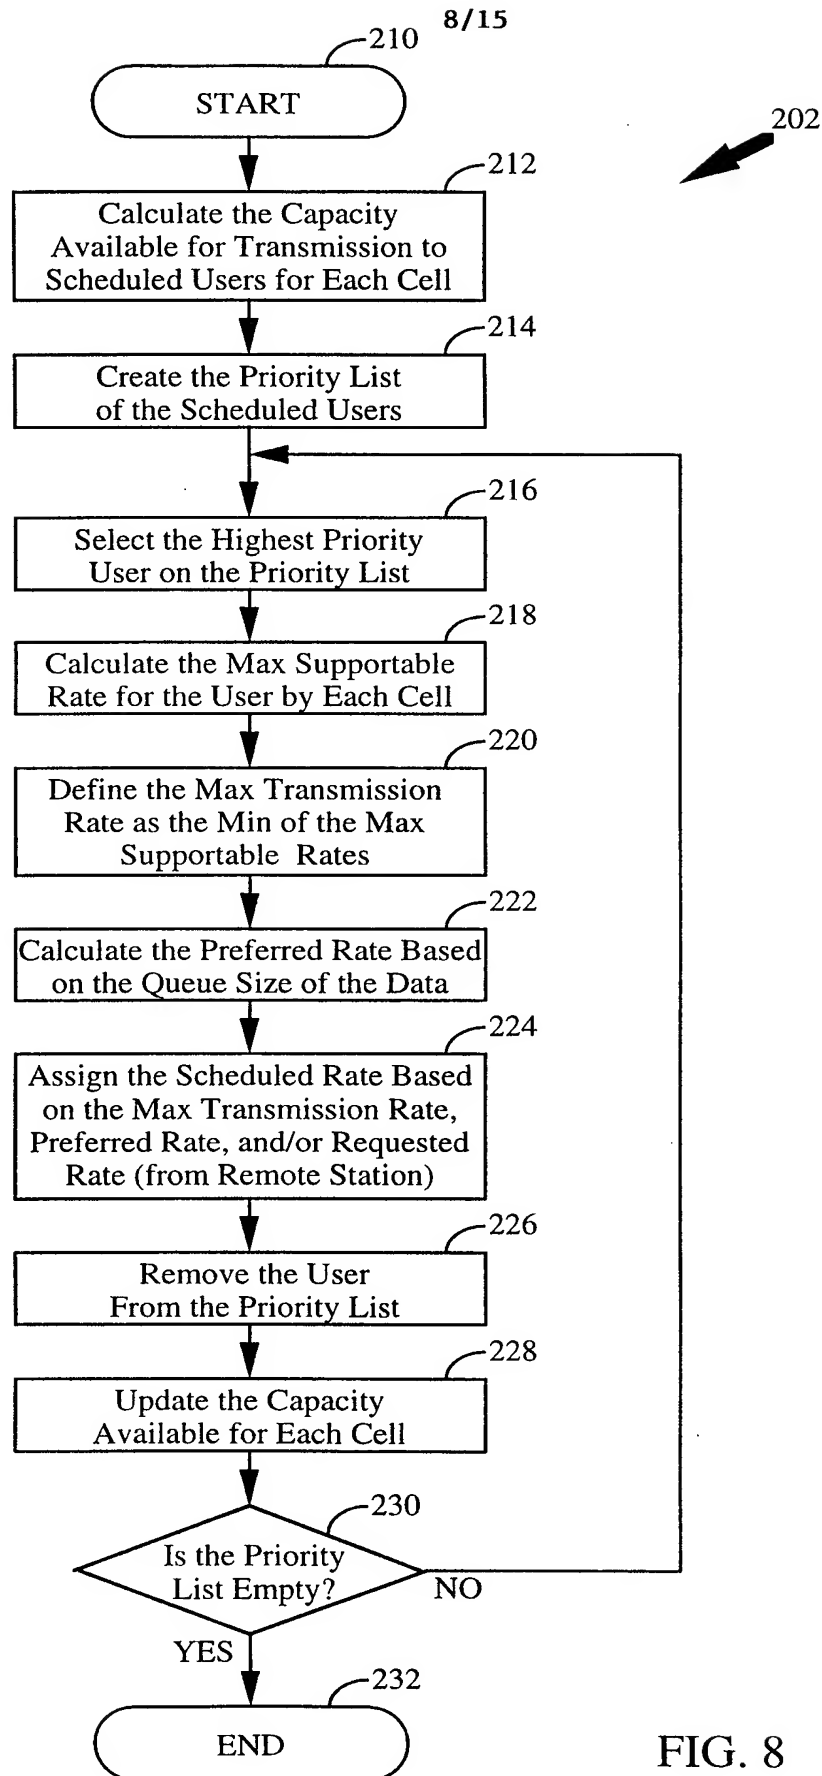 8/15
210
START
202
212
Calculate the Capacity
Available for Transmission to
Scheduled Users for Each Cell
214
Create the Priority List
of the Scheduled Users
216
Select the Highest Priority
User on the Priority List
218
Calculate the Max Supportable
Rate for the User by Each Cell
220
Define the Max Transmission
Rate as the Min of the Max
Supportable Rates
222
Calculate the Preferred Rate Based
on the Queue Size of the Data
224
Assign the Scheduled Rate Based
on the Max Transmission Rate,
Preferred Rate, and/or Requested
Rate (from Remote Station)
226
Remove the User
From the Priority List
228
Update the Capacity
Available for Each Cell
230
Is the Priority
List Empty?
NO
YES
232
END
FIG. 8